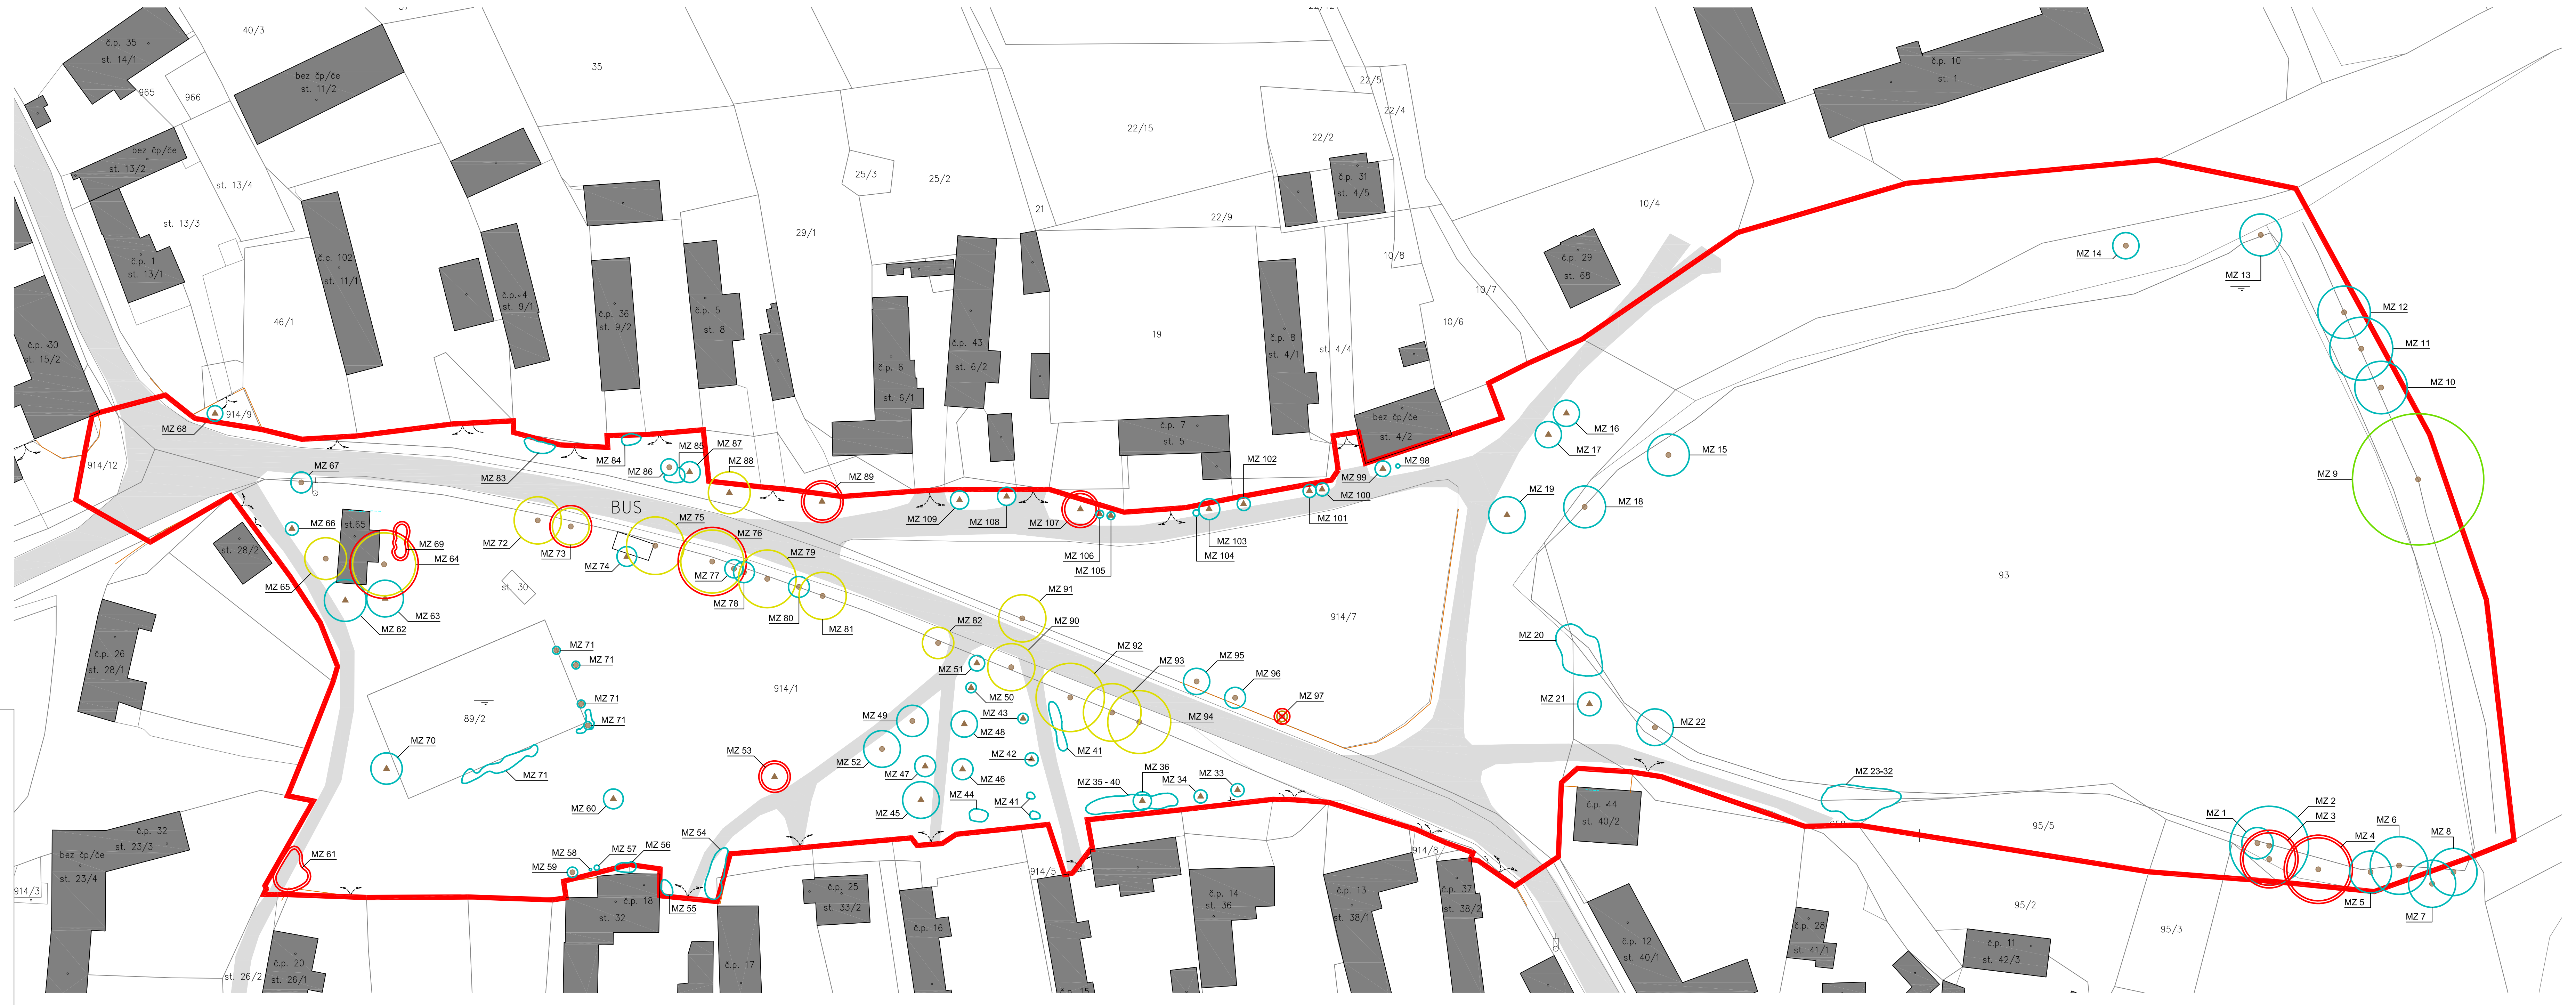 č.p. 35
st. 14/1
40/3
bez čp/če
st. 11/2
965
966
35
bez čp/če
st. 13/2
st. 13/4
st. 13/3
č.p. 1
st. 13/1
č.e. 102
st. 11/1
č.p. 4
st. 9/1
č.p. 36
st. 9/2
č.p. 5
st. 8
29/1
25/3
25/2
21
č.p. 6
st. 6/1
č.p. 43
st. 6/2
22/15
22/9
22/2
22/5
22/4
č.p. 31
st. 4/5
10/8
10/7
10/6
10/4
č.p. 29
st. 68
č.p. 10
st. 1
19
č.p. 8
st. 4/1
st. 4/4
č.p. 7
st. 5
bez čp/če
st. 4/2
č.p. 30
st. 15/2
46/1
914/9
914/12
MZ 68
MZ 67
MZ 83
MZ 84
MZ 85
MZ 86
MZ 87
MZ 88
MZ 89
MZ 109
MZ 108
MZ 107
MZ 106
MZ 105
MZ 104
MZ 103
MZ 102
MZ 101
MZ 100
MZ 99
MZ 98
MZ 17
MZ 16
MZ 15
MZ 14
MZ 13
MZ 12
MZ 11
MZ 10
MZ 9
MZ 18
MZ 19
BUS
MZ 66
st.65
MZ 69
MZ 64
MZ 65
MZ 62
MZ 63
st. 28/2
MZ 72
MZ 73
MZ 74
MZ 75
MZ 76
MZ 77
MZ 78
MZ 79
MZ 80
MZ 81
MZ 82
st. 30
č.p. 26
st. 28/1
89/2
914/1
914/7
93
MZ 71
MZ 71
MZ 71
MZ 71
MZ 71
MZ 70
MZ 60
MZ 53
MZ 52
MZ 49
MZ 51
MZ 50
MZ 48
MZ 43
MZ 47
MZ 46
MZ 45
MZ 44
MZ 42
MZ 41
MZ 41
MZ 91
MZ 90
MZ 92
MZ 93
MZ 94
MZ 95
MZ 96
MZ 97
MZ 35 - 40
MZ 36
MZ 34
MZ 33
MZ 20
MZ 21
MZ 22
MZ 23-32
MZ 1
MZ 2
MZ 3
MZ 4
MZ 5
MZ 6
MZ 7
MZ 8
č.p. 32
st. 23/3
bez čp/če
st. 23/4
914/3
MZ 61
MZ 59
MZ 58
MZ 57
MZ 56
MZ 55
MZ 54
č.p. 18
st. 32
č.p. 20
st. 26/1
st. 26/2
č.p. 17
č.p. 25
st. 33/2
č.p. 16
914/5
č.p. 15
č.p. 14
st. 36
č.p. 13
st. 38/1
914/8
č.p. 37
st. 38/2
č.p. 44
st. 40/2
č.p. 12
st. 40/1
č.p. 28
st. 41/1
č.p. 11
st. 42/3
95/5
95/2
95/3